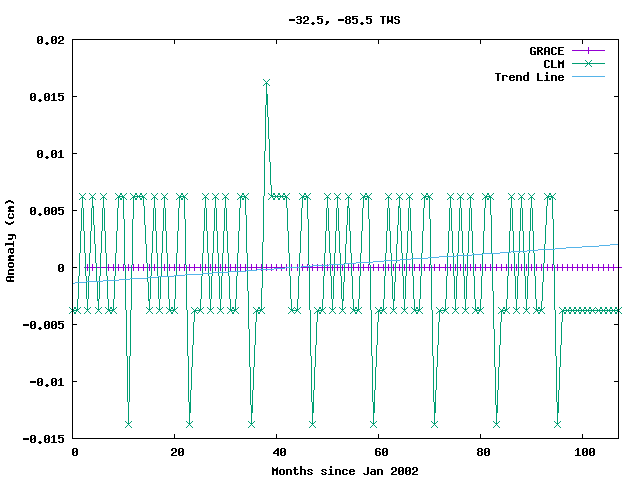 -32.5, -85.5 TWS
GRACE
CLM
Trend Line
0.02
0.015
0.01
0.005
0
-0.005
-0.01
-0.015
Anomaly (cm)
0 20 40 60 80 100
Months since Jan 2002